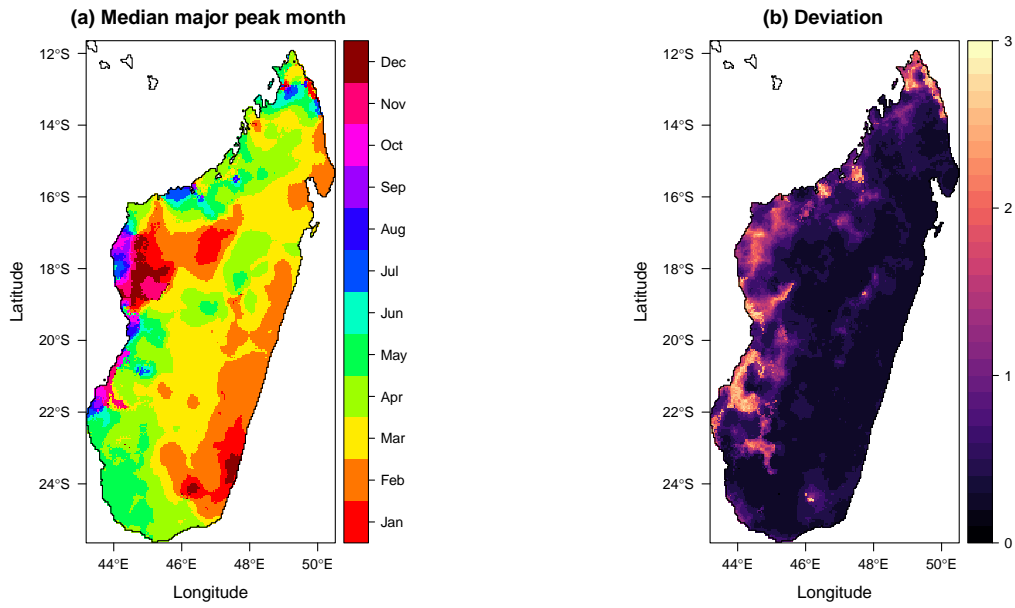 (a) Median major peak month
12°S
14°S
16°S
18°S
20°S
22°S
24°S
Latitude
44°E
46°E
48°E
50°E
Longitude
Dec
Nov
Oct
Sep
Aug
Jul
Jun
May
Apr
Mar
Feb
Jan
(b) Deviation
12°S
14°S
16°S
18°S
20°S
22°S
24°S
Latitude
44°E
46°E
48°E
50°E
Longitude
3
2
1
0